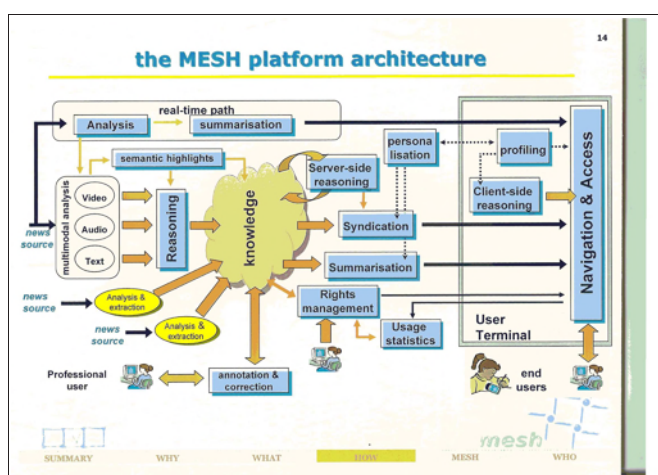 14
the MESH platform architecture
real-time path
Analysis
summarisation
semantic highlights
multimodal analysis
Video
Audio
Text
Reasoning
knowledge
Server-side
reasoning
persona
lisation
profiling
Client-side
reasoning
Syndication
Summarisation
Rights
management
Usage
statistics
Navigation & Access
User
Terminal
news
source
news
source
Analysis &
extraction
news
source
Analysis &
extraction
Professional
user
annotation &
correction
end
users
mesh
SUMMARY
WHY
WHAT
HOW
MESH
WHO